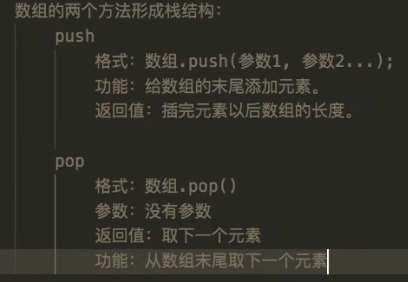 数组的两个方法形成栈结构:
push
格式: 数组.push(参数1, 参数2...);
功能: 给数组的末尾添加元素。
返回值: 插完元素以后数组的长度。
pop
格式: 数组.pop()
参数: 没有参数
返回值: 取下一个元素
功能: 从数组末尾取下一个元素